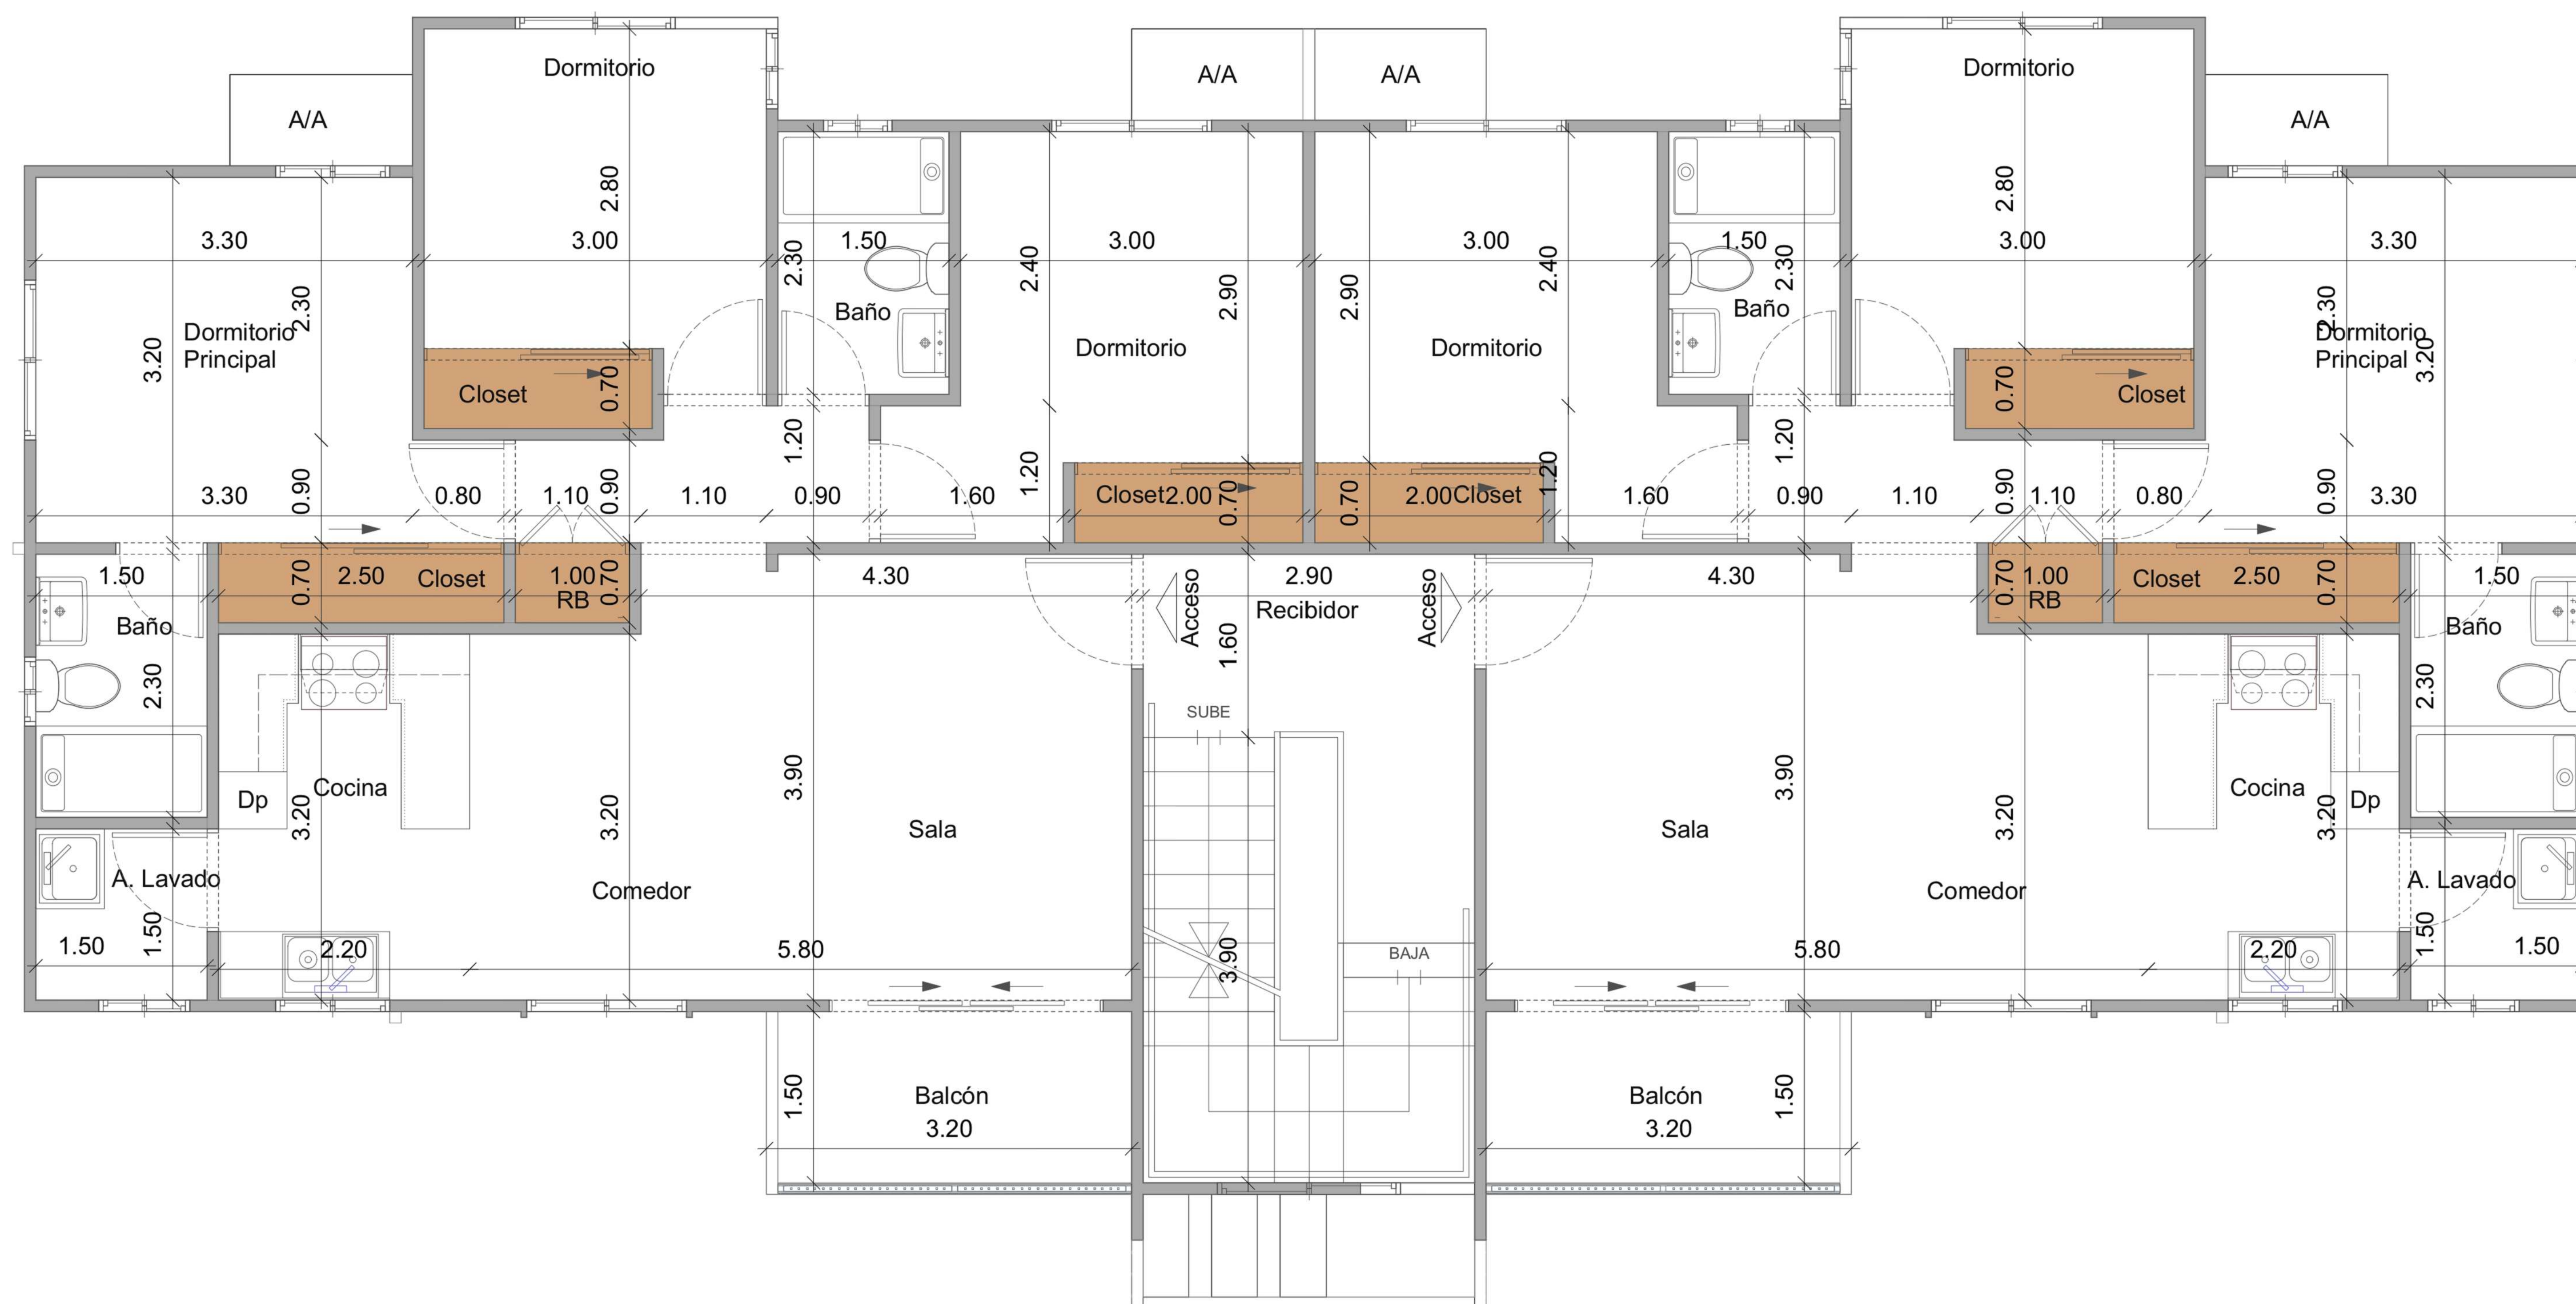 Dormitorio
Dormitorio
A/A
A/A
A/A
A/A
2.80
2.80
3.30
3.00
2.30
1.50
2.40
3.00
2.90
2.90
3.00
2.40
1.50
2.30
3.00
3.30
Baño
Baño
Dormitorio
Principal
2.30
3.20
Dormitorio
Dormitorio
2.30
Dormitorio
Principal
3.20
Closet
0.70
0.70
Closet
1.20
1.20
3.30
0.90
0.80
1.10
0.90
1.10
0.90
1.60
1.20
Closet
2.00
0.70
0.70
2.00
Closet
1.20
1.60
0.90
1.10
0.90
1.10
0.80
0.90
3.30
1.50
0.70
2.50
Closet
1.00
RB
0.70
4.30
Acceso
2.90
Recibidor
Acceso
4.30
0.70
1.00
RB
Closet
2.50
0.70
1.50
Baño
1.60
Baño
2.30
2.30
SUBE
Dp
Cocina
3.20
3.20
3.90
Sala
3.90
Sala
3.20
Cocina
3.20
Dp
A. Lavado
Comedor
Comedor
A. Lavado
1.50
1.50
2.20
5.80
3.90
BAJA
5.80
2.20
1.50
1.50
1.50
Balcón
3.20
Balcón
3.20
1.50